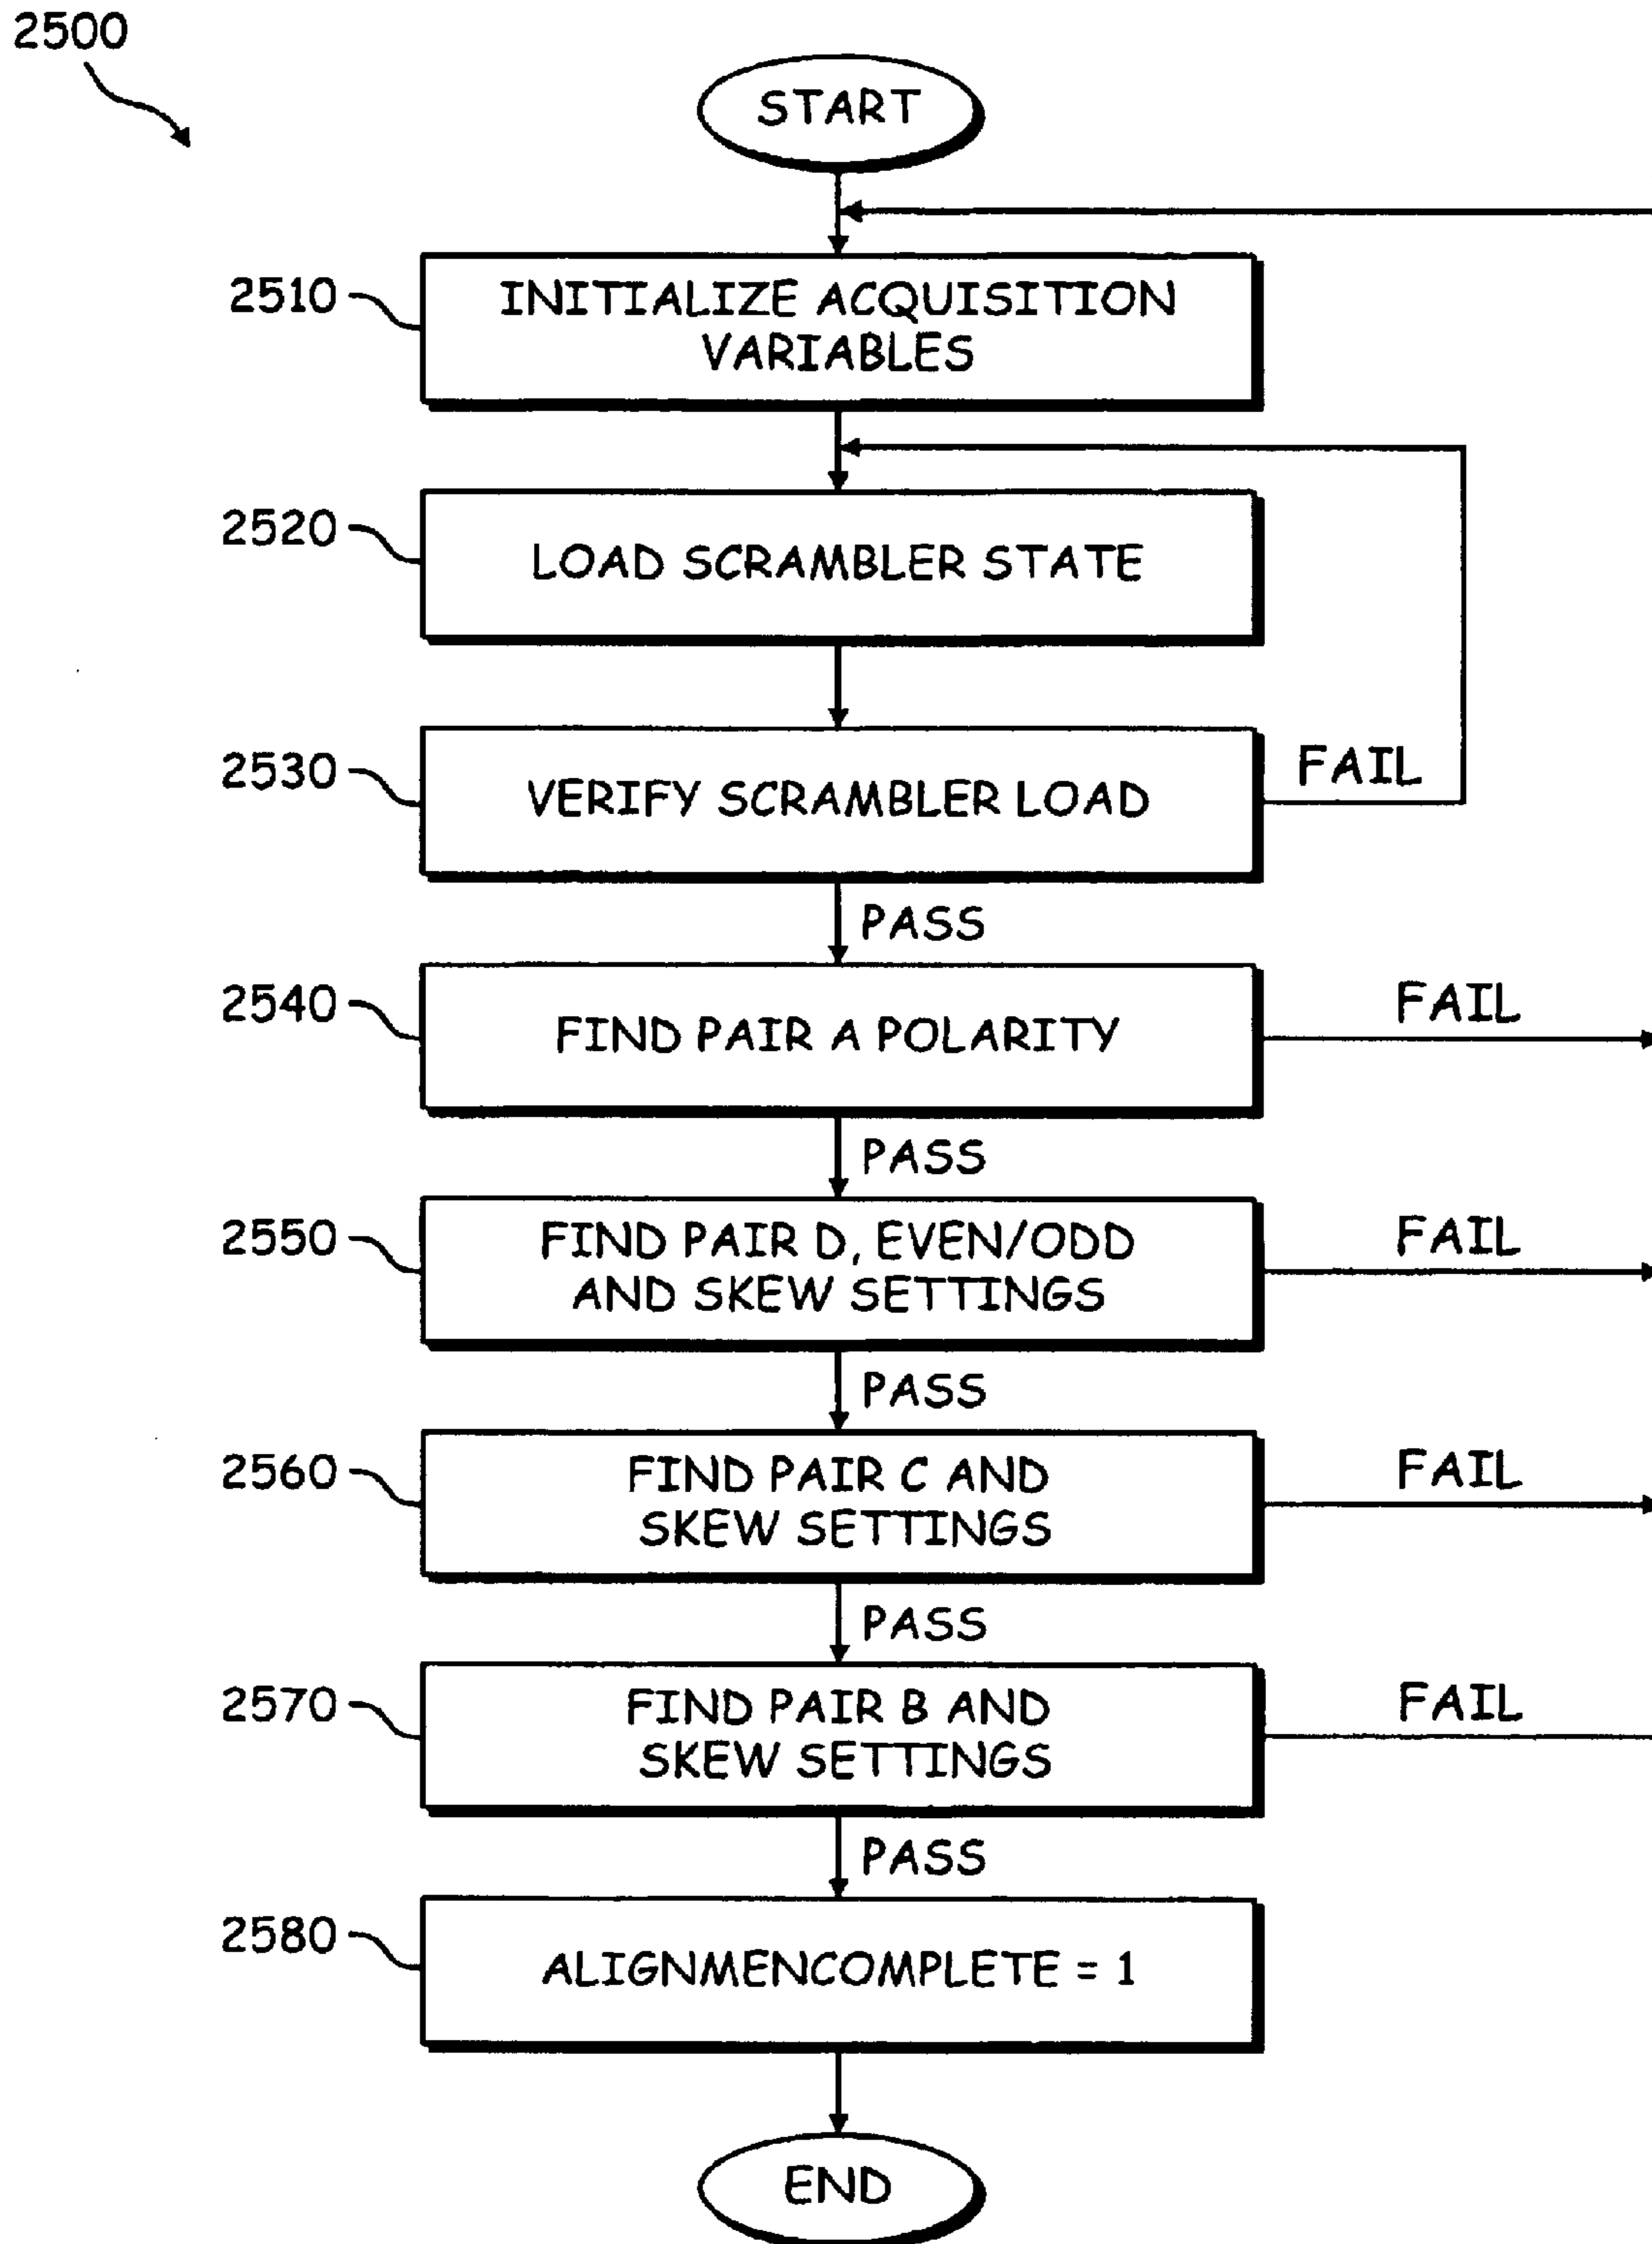 2500
START
2510
INITIALIZE ACQUISITION
VARIABLES
2520
LOAD SCRAMBLER STATE
2530
VERIFY SCRAMBLER LOAD
FAIL
PASS
2540
FIND PAIR A POLARITY
FAIL
PASS
2550
FIND PAIR D, EVEN/ODD
AND SKEW SETTINGS
FAIL
PASS
2560
FIND PAIR C AND
SKEW SETTINGS
FAIL
PASS
2570
FIND PAIR B AND
SKEW SETTINGS
FAIL
PASS
2580
ALIGNMENCOMPLETE = 1
END